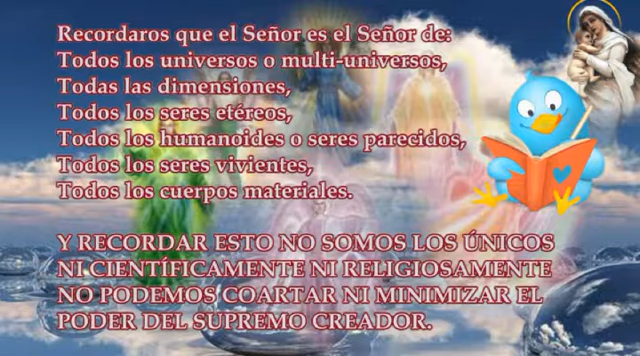 Recordaros que el Señor es el Señor de:
Todos los universos o multi-universos,
Todas las dimensiones,
Todos los seres etéreos,
Todos los humanoides o seres parecidos,
Todos los seres vivientes,
Todos los cuerpos materiales.
Y RECORDAR ESTO NO SOMOS LOS ÚNICOS
NI CIENTÍFICAMENTE NI RELIGIOSAMENTE
NO PODEMOS COARTAR NI MINIMIZAR EL
PODER DEL SUPREMO CREADOR.